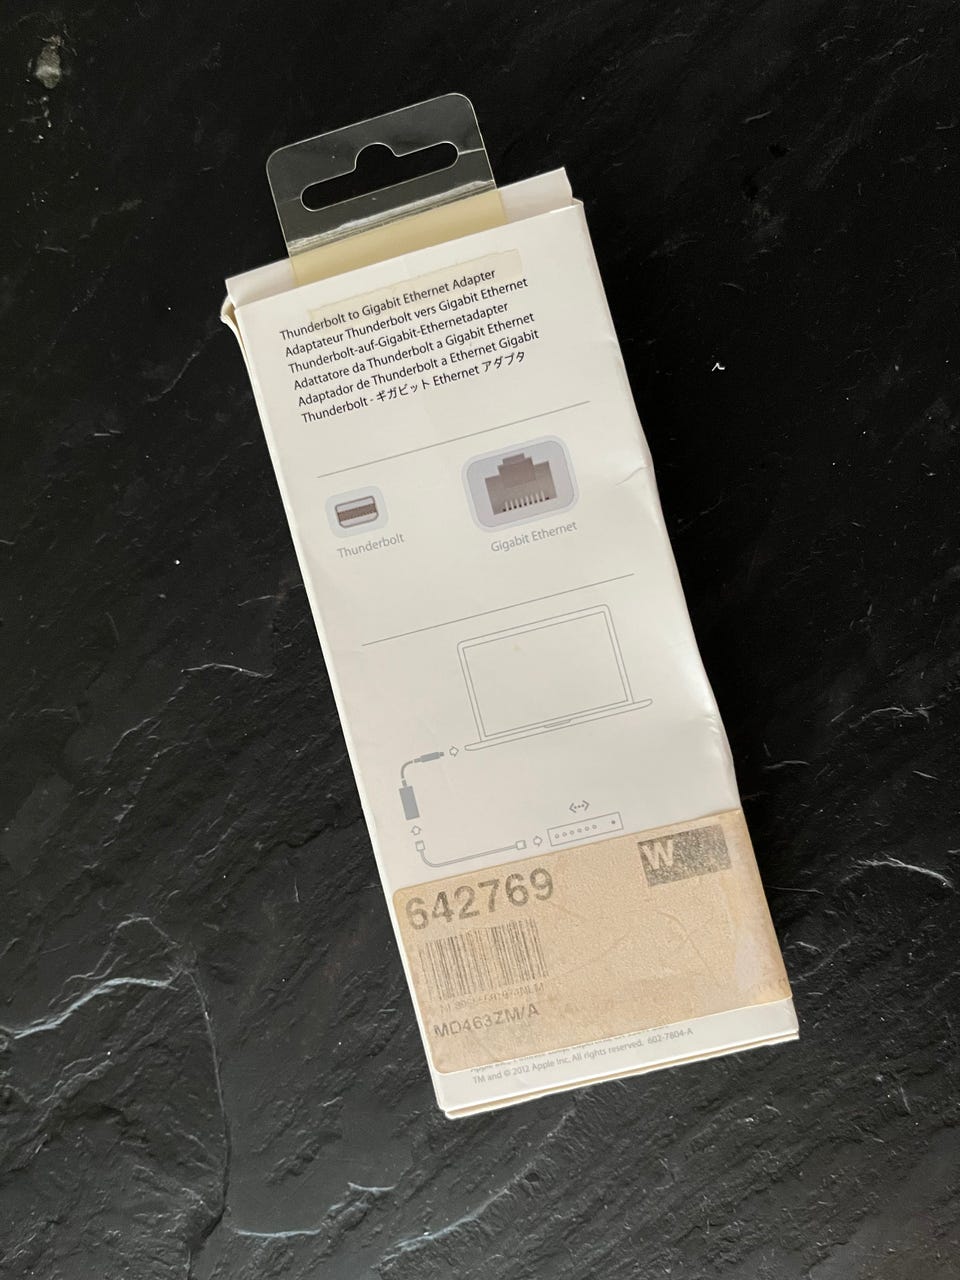 Thunderbolt to Gigabit Ethernet Adapter
Adaptateur Thunderbolt vers Gigabit Ethernet
Thunderbolt-auf-Gigabit-Ethernetadapter
Adattatore da Thunderbolt a Gigabit Ethernet
Adaptador de Thunderbolt a Ethernet Gigabit
Thunderbolt - ギガビット Ethernet アダプタ
Thunderbolt
Gigabit Ethernet
642769
W
MD463ZM/A
TM and © 2012 Apple Inc. All rights reserved. 602-7804-A